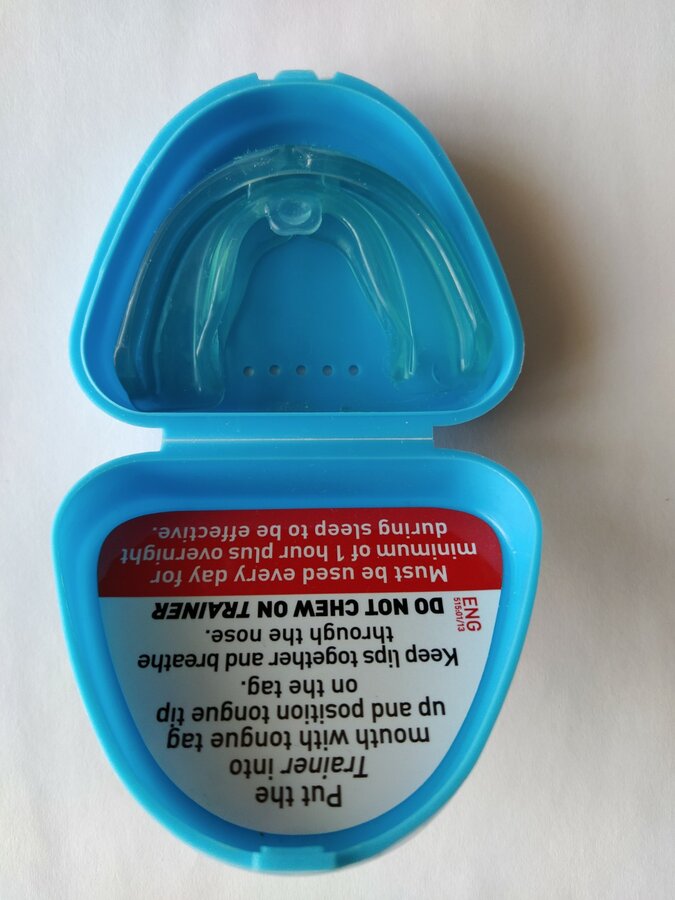 Put the
Trainer into
mouth with tongue tag
up and position tongue tip
on the tag.
Keep lips together and breathe
through the nose.
DO NOT CHEW ON TRAINER
ENG
515:01/13
Must be used every day for
minimum of 1 hour plus overnight
during sleep to be effective.